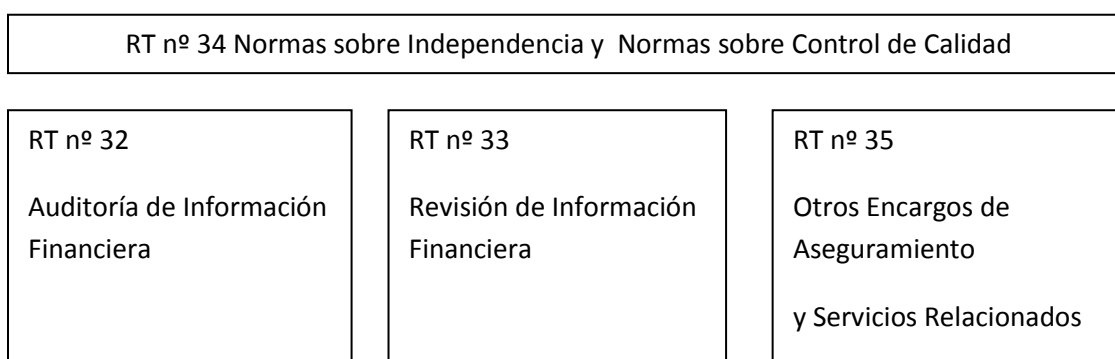 RT nº 34 Normas sobre Independencia y Normas sobre Control de Calidad
RT nº 32
Auditoría de Información
Financiera
RT nº 33
Revisión de Información
Financiera
RT nº 35
Otros Encargos de
Aseguramiento
y Servicios Relacionados